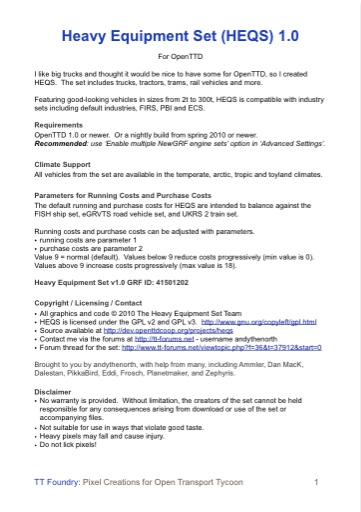 Heavy Equipment Set (HEQS) 1.0
For OpenTTD
I like big trucks and thought it would be nice to have some for OpenTTD, so I created
HEQS. The set includes trucks, tractors, trams, rail vehicles and more.
Featuring good-looking vehicles in sizes from 2t to 300t, HEQS is compatible with industry
sets including default industries, FIRS, PBI and ECS.
Requirements
OpenTTD 1.0 or newer. Or a nightly build from spring 2010 or newer.
Recommended: use 'Enable multiple NewGRF engine sets' option in 'Advanced Settings'.
Climate Support
All vehicles from the set are available in the temperate, arctic, tropic and toyland climates.
Parameters for Running Costs and Purchase Costs
The default running and purchase costs for HEQS are intended to balance against the
FISH ship set, eGRVTS road vehicle set, and UKRS 2 train set.
Running costs and purchase costs can be adjusted with parameters.
• running costs are parameter 1
• purchase costs are parameter 2
Value 9 = normal (default). Values below 9 reduce costs progressively (min value is 0).
Values above 9 increase costs progressively (max value is 18).
Heavy Equipment Set v1.0 GRF ID: 41501202
Copyright / Licensing / Contact
• All graphics and code © 2010 The Heavy Equipment Set Team
• HEQS is licensed under the GPL v2 and GPL v3. http://www.gnu.org/copyleft/gpl.html
• Source available at http://dev.openttdcoop.org/projects/heqs
• Contact me via the forums at http://tt-forums.net - username andythenorth
• Forum thread for the set: http://www.tt-forums.net/viewtopic.php?f=36&t=37912&start=0
Brought to you by andythenorth, with help from many, including Ammler, Dan MacK,
Dalestan, PikkaBird, Eddi, Frosch, Planetmaker, and Zephyris.
Disclaimer
• No warranty is provided. Without limitation, the creators of the set cannot be held
responsible for any consequences arising from download or use of the set or
accompanying files.
• Not suitable for use in ways that violate good taste.
• Heavy pixels may fall and cause injury.
• Do not lick pixels!
TT Foundry: Pixel Creations for Open Transport Tycoon 1